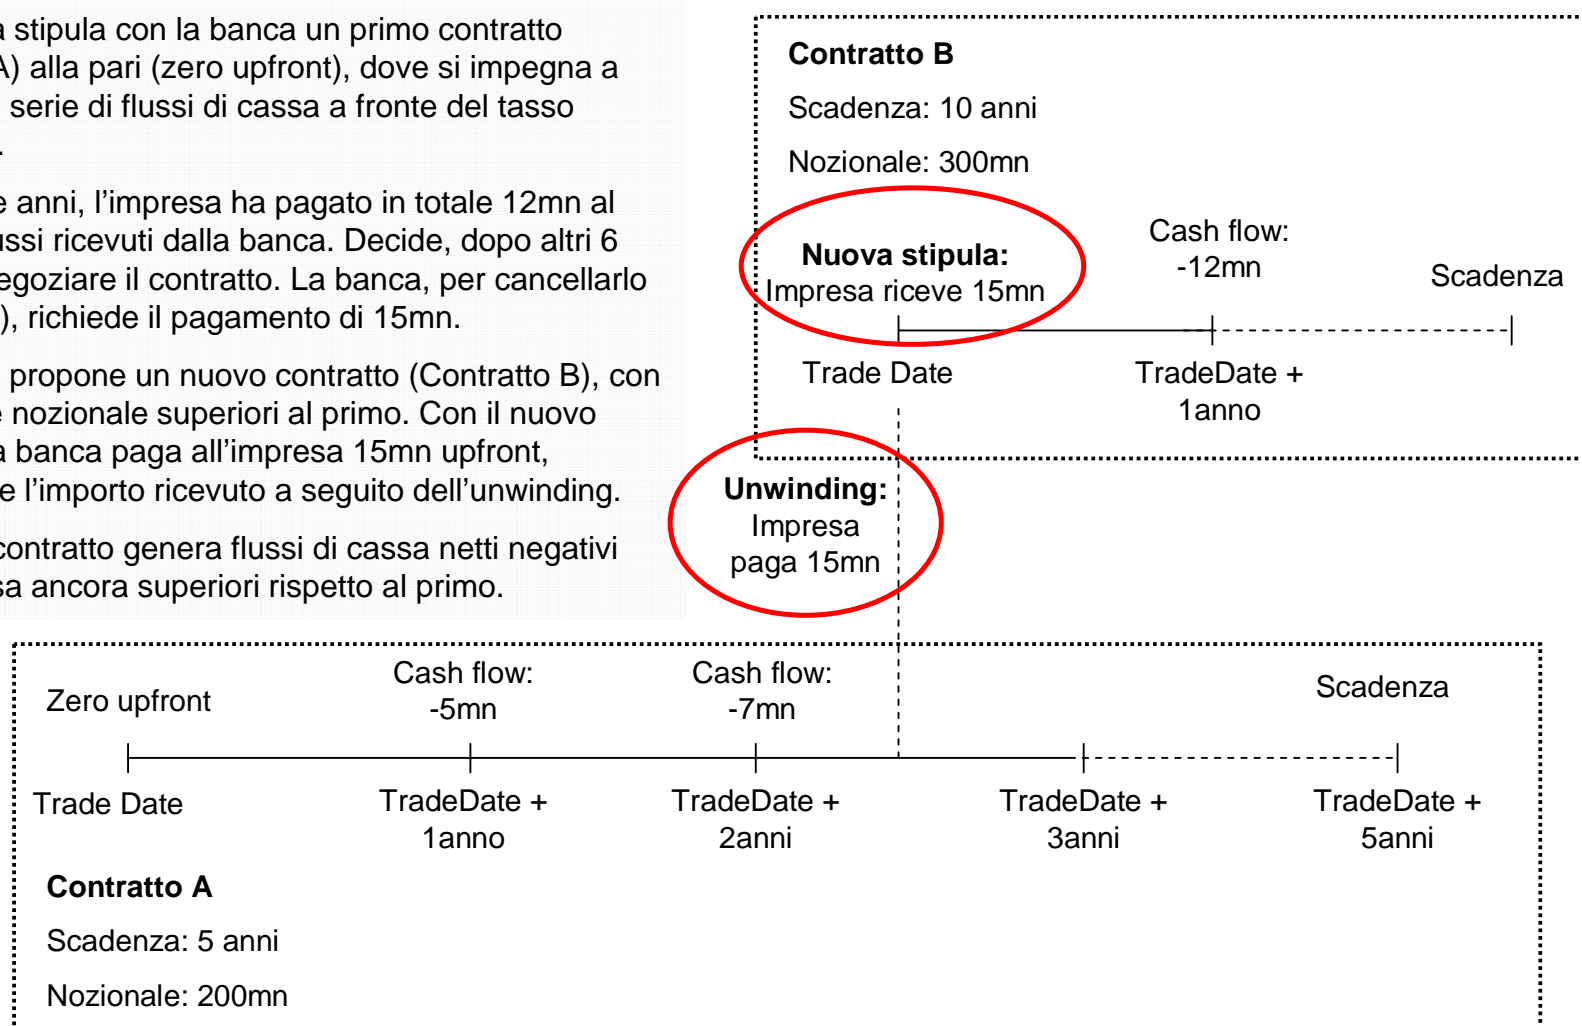 a stipula con la banca un primo contratto
A) alla pari (zero upfront), dove si impegna a
serie di flussi di cassa a fronte del tasso
.
e anni, l’impresa ha pagato in totale 12mn al
ussi ricevuti dalla banca. Decide, dopo altri 6
egoziare il contratto. La banca, per cancellarlo
), richiede il pagamento di 15mn.
propone un nuovo contratto (Contratto B), con
e nozionale superiori al primo. Con il nuovo
a banca paga all’impresa 15mn upfront,
e l’importo ricevuto a seguito dell’unwinding.
contratto genera flussi di cassa netti negativi
sa ancora superiori rispetto al primo.
Contratto B
Scadenza: 10 anni
Nozionale: 300mn
Nuova stipula:
Impresa riceve 15mn
Cash flow:
-12mn
Scadenza
Trade Date
TradeDate +
1anno
Unwinding:
Impresa
paga 15mn
Zero upfront
Cash flow:
-5mn
Cash flow:
-7mn
Scadenza
Trade Date
TradeDate +
1anno
TradeDate +
2anni
TradeDate +
3anni
TradeDate +
5anni
Contratto A
Scadenza: 5 anni
Nozionale: 200mn